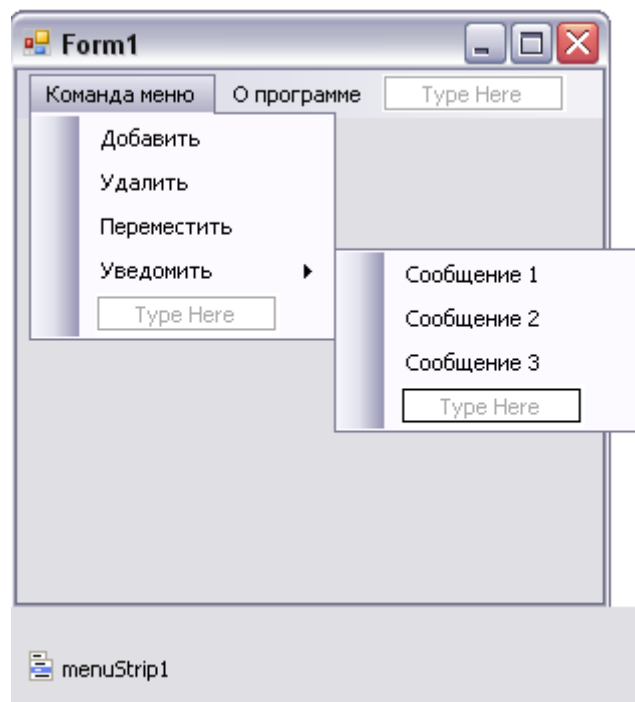 Form1
Команда меню О программе Type Here
Добавить
Удалить
Переместить
Уведомить
Type Here
Сообщение 1
Сообщение 2
Сообщение 3
Type Here
menuStrip1